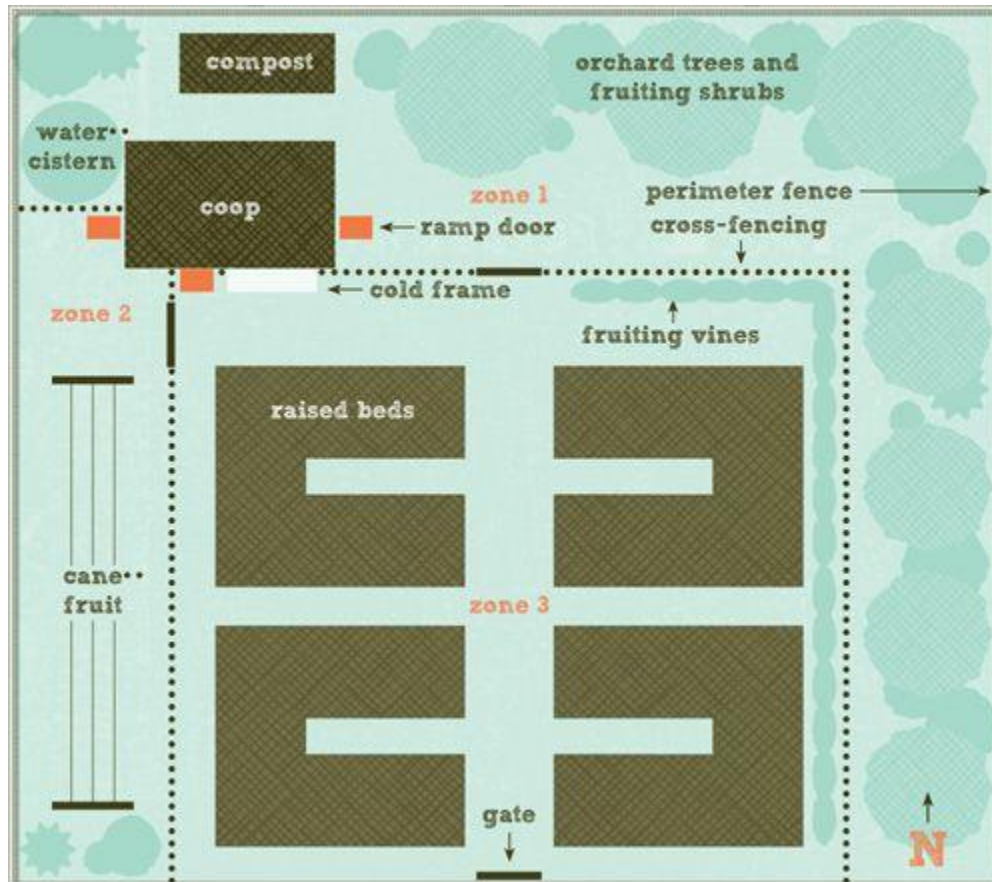 compost
orchard trees and
fruiting shrubs
water
cistern
coop
zone 1
perimeter fence
ramp door
cross-fencing
cold frame
zone 2
fruiting vines
raised beds
cane
fruit
zone 3
gate
N